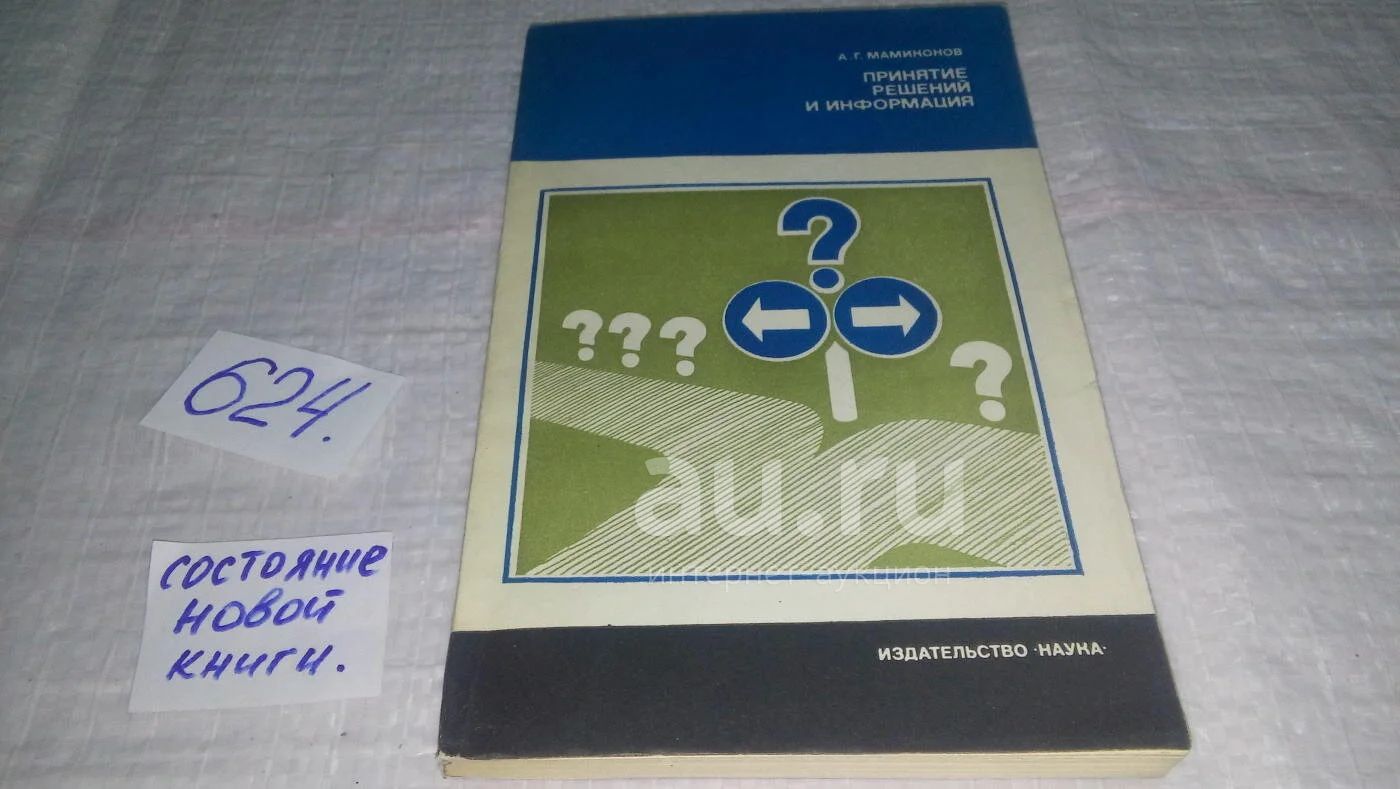 А. Г. МАМИКОНОВ
ПРИНЯТИЕ
РЕШЕНИЙ
И ИНФОРМАЦИЯ
?
? ? ?
?
624.
состояние
новой
книги.
au.ru
интернет-аукцион
ИЗДАТЕЛЬСТВО ·НАУКА·